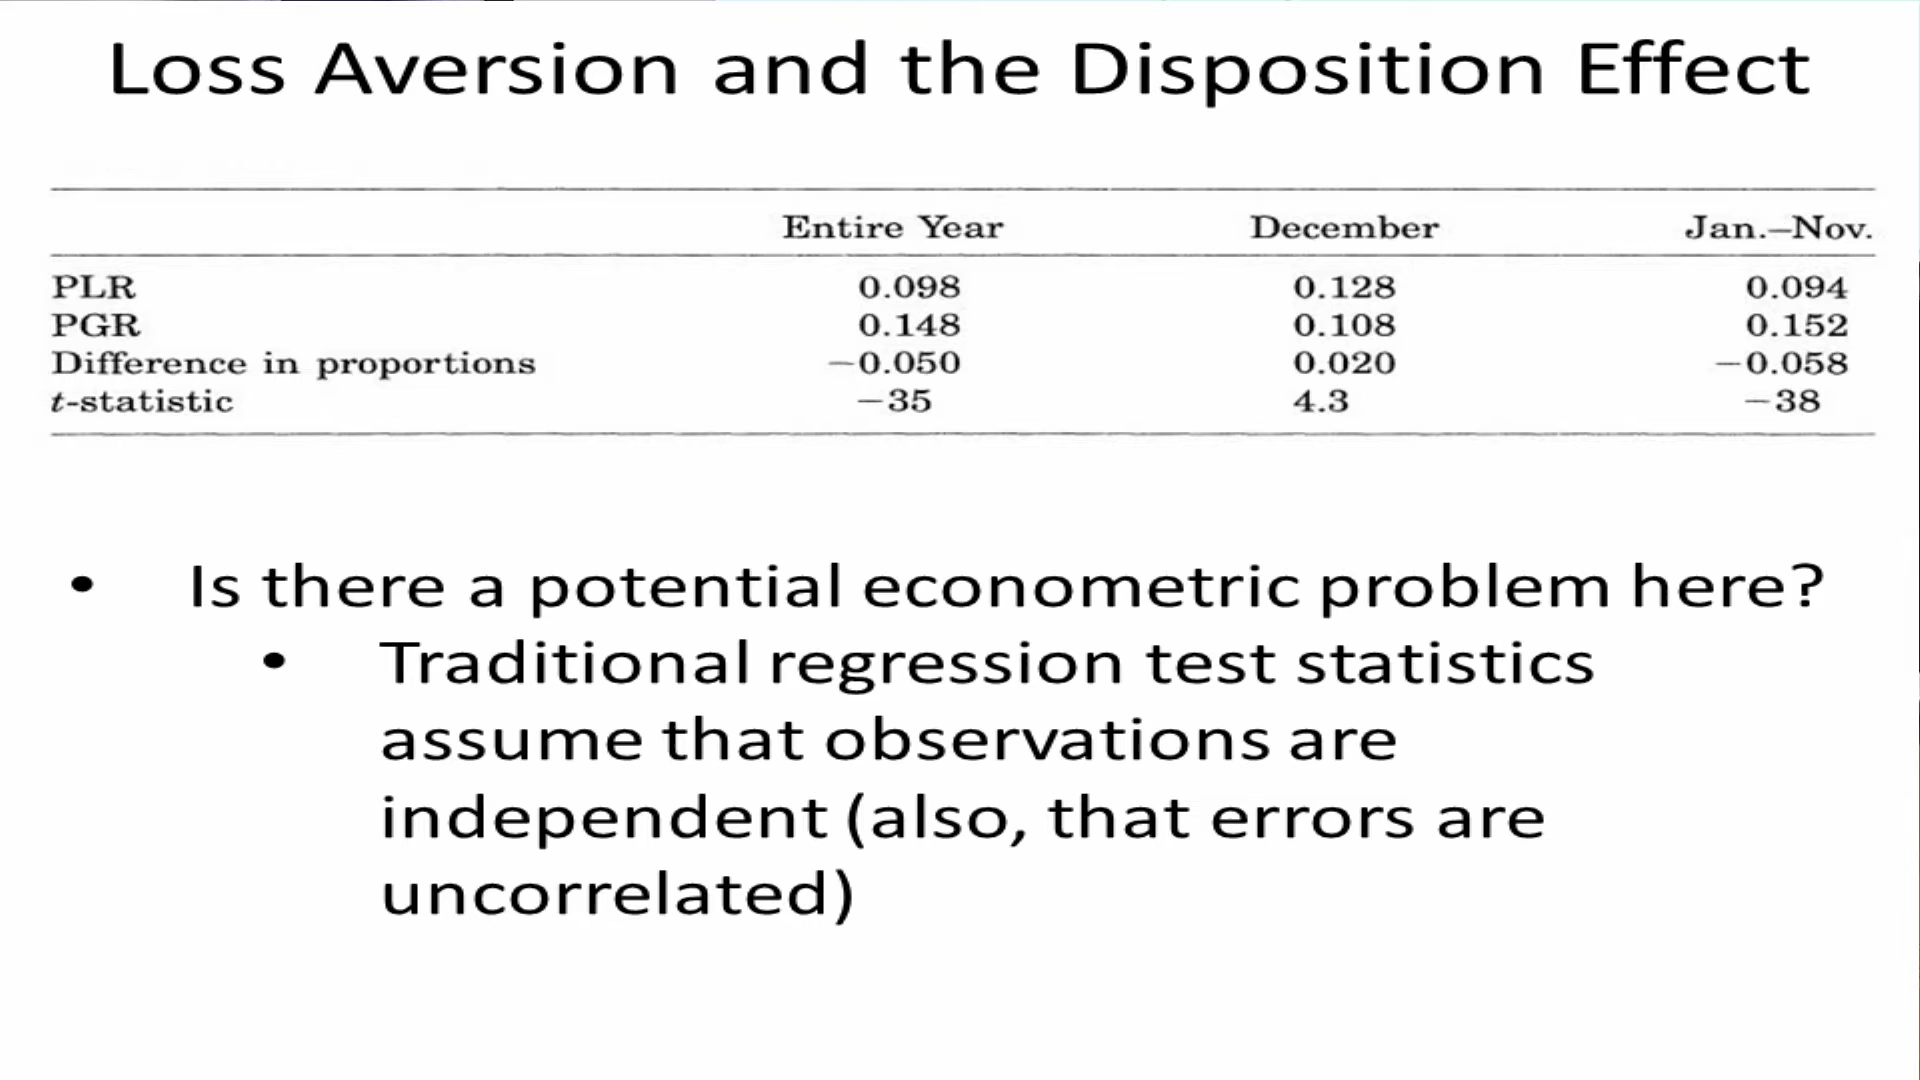 Loss Aversion and the Disposition Effect
Entire Year December Jan.–Nov.
PLR 0.098 0.128 0.094
PGR 0.148 0.108 0.152
Difference in proportions −0.050 0.020 −0.058
t-statistic −35 4.3 −38
• Is there a potential econometric problem here?
• Traditional regression test statistics
assume that observations are
independent (also, that errors are
uncorrelated)